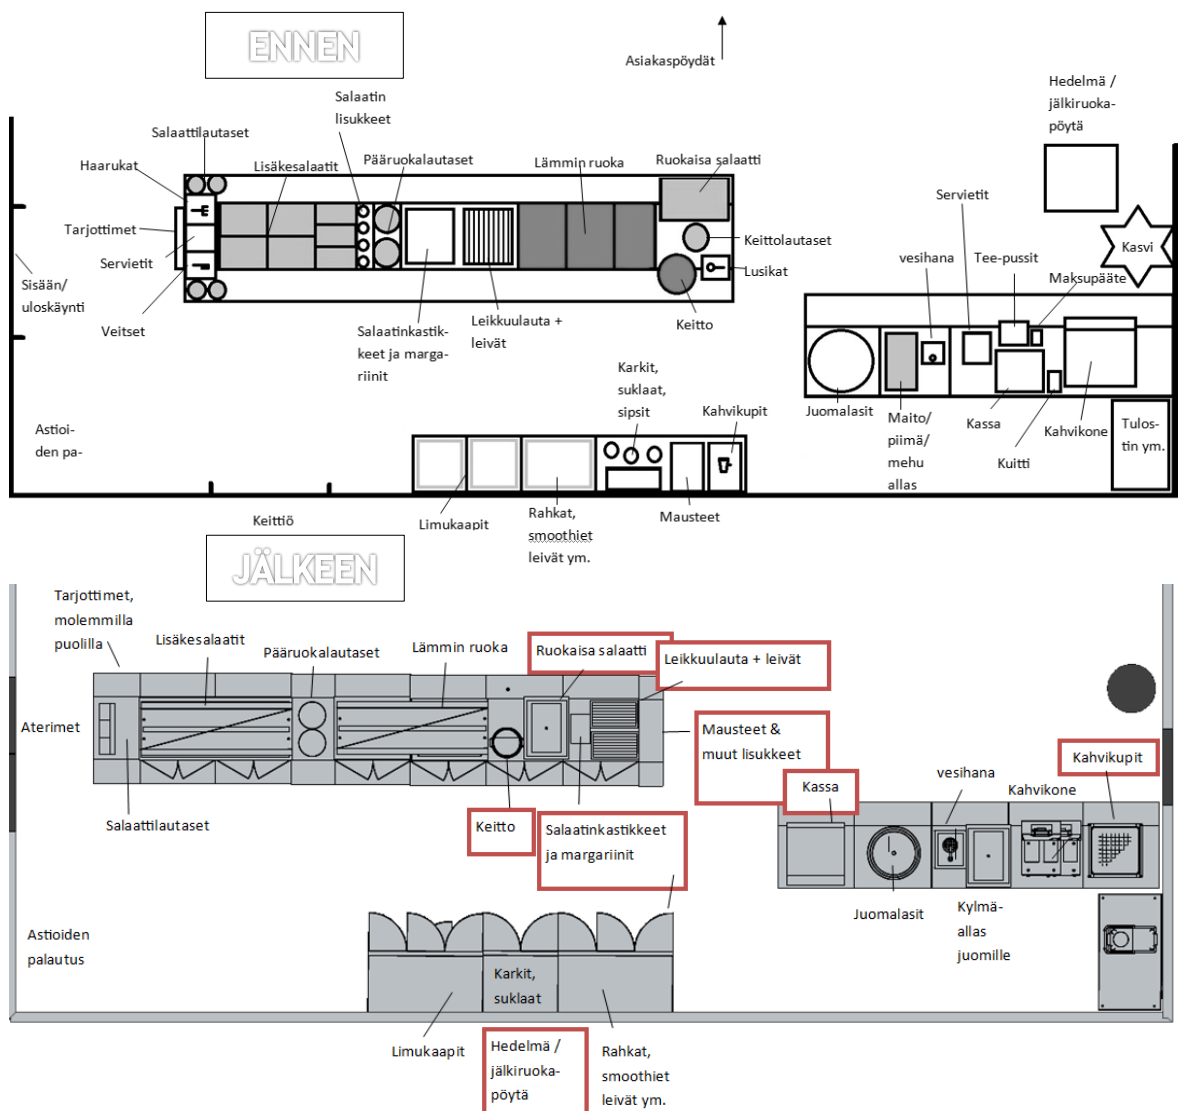 ENNEN
Asiakaspöydät
Hedelmä /
jälkiruoka-
pöytä
Salaatin
lisukkeet
Salaattilautaset
Haarukat
Lisäkesalaatit
Pääruokalautaset
Lämmin ruoka
Ruokaisa salaatti
Servietit
Tarjottimet
Servietit
Keittolautaset
Kasvi
vesihana
Tee-pussit
Maksupääte
Lusikat
Sisään/
uloskäynti
Veitset
Salaatinkastik-
keet ja marga-
riinit
Leikkuulauta +
leivät
Keitto
Karkit,
suklaat,
sipsit
Kahvikupit
Juomalasit
Maito/
piimä/
mehu
allas
Kassa
Kuitti
Kahvikone
Tulos-
tin ym.
Astioi-
den pa-
Keittiö
Limukaapit
Rahkat,
smoothiet
leivät ym.
Mausteet
JÄLKEEN
Tarjottimet,
molemmilla
puolilla
Lisäkesalaatit
Pääruokalautaset
Lämmin ruoka
Ruokaisa salaatti
Leikkuulauta + leivät
Aterimet
Mausteet &
muut lisukkeet
Kassa
vesihana
Kahvikone
Kahvikupit
Salaattilautaset
Keitto
Salaatinkastikkeet
ja margariinit
Juomalasit
Kylmä-
allas
juomille
Astioiden
palautus
Karkit,
suklaat
Limukaapit
Hedelmä /
jälkiruoka-
pöytä
Rahkat,
smoothiet
leivät ym.